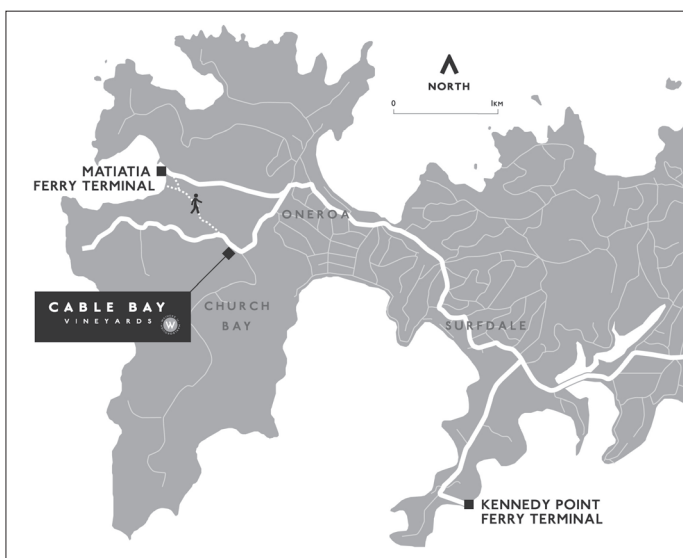 NORTH
0 1KM
MATIATIA
FERRY TERMINAL
ONEROA
CABLE BAY
VINEYARDS
W
CHURCH
BAY
SURFDALE
KENNEDY POINT
FERRY TERMINAL